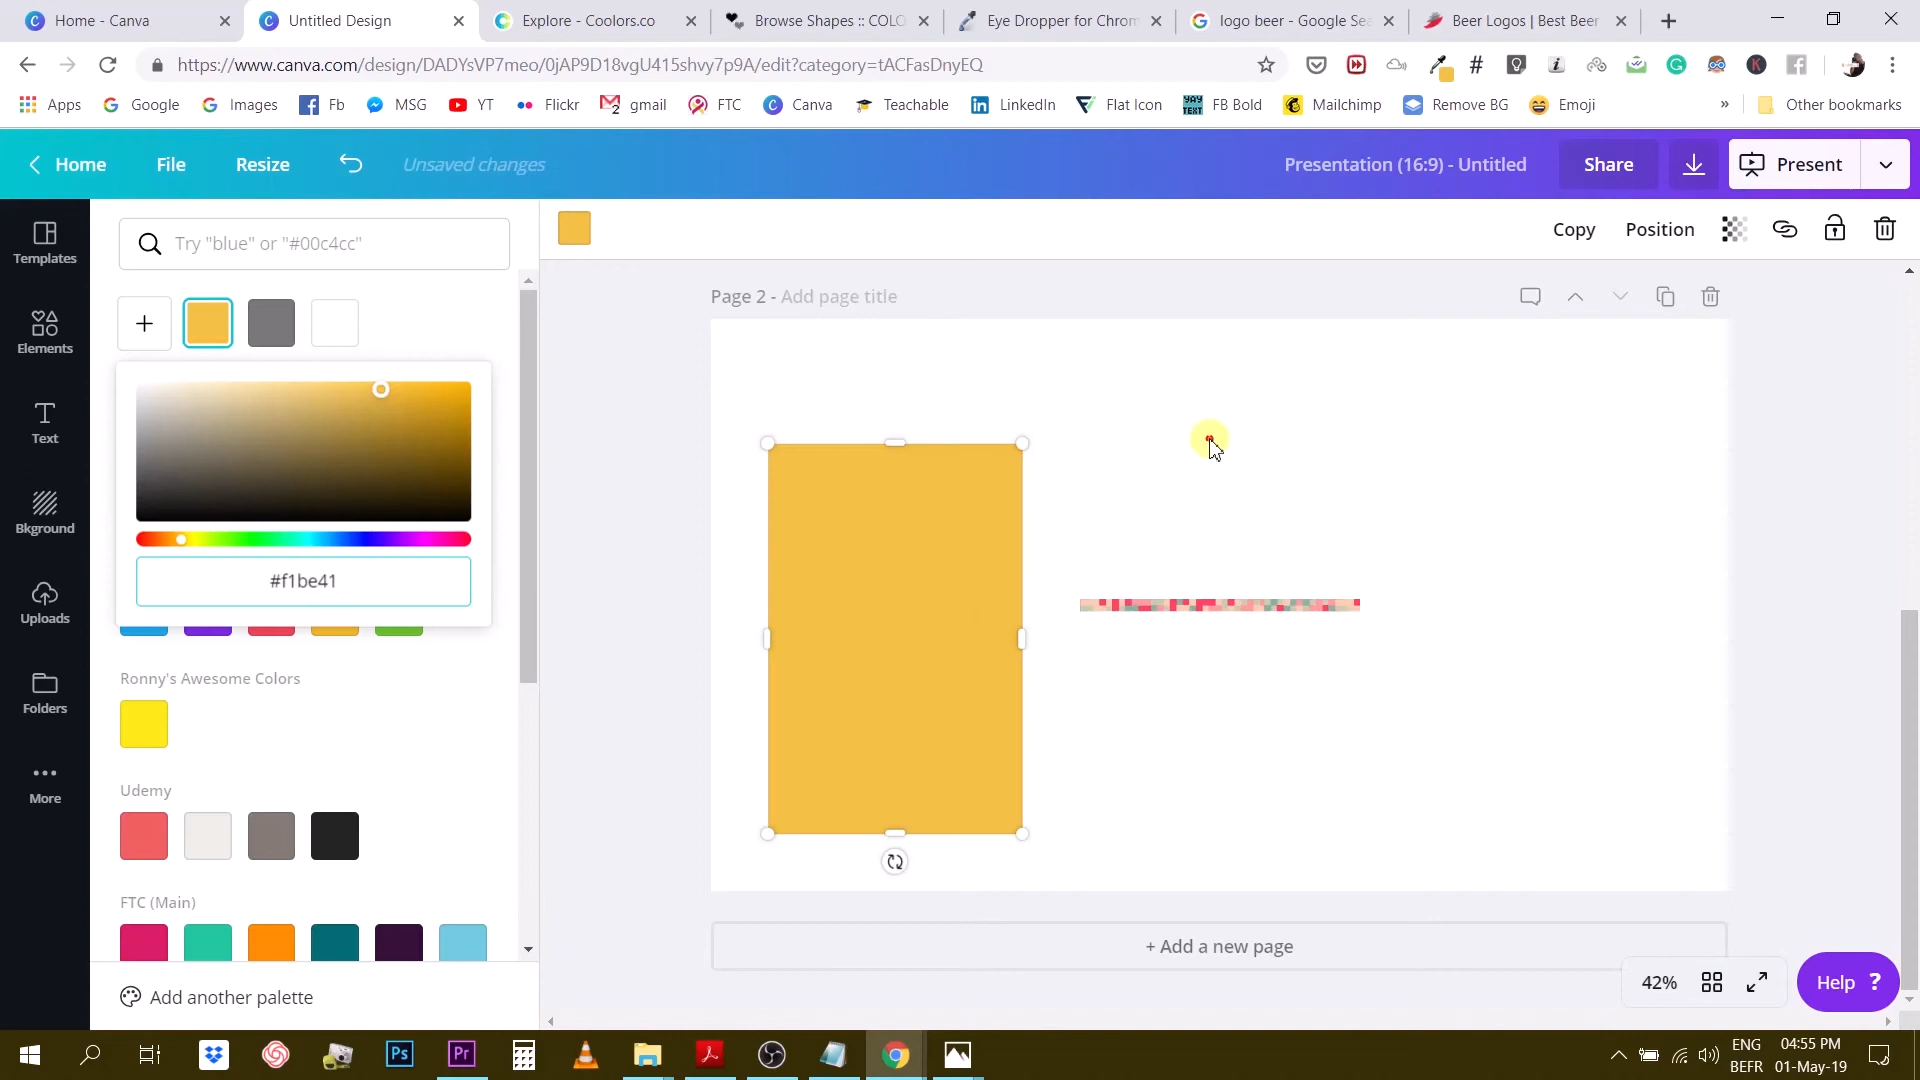 Home - Canva
Untitled Design
Explore - Coolors.co
Browse Shapes :: COLO
Eye Dropper for Chrom
logo beer - Google Sea
Beer Logos | Best Beer
https://www.canva.com/design/DADYsVP7meo/0jAP9D18vgU415shvy7p9A/edit?category=tACFasDnyEQ
Apps Google Images Fb MSG YT Flickr gmail FTC Canva Teachable LinkedIn Flat Icon FB Bold Mailchimp Remove BG Emoji » Other bookmarks
Home File Resize Unsaved changes Presentation (16:9) - Untitled Share Present
Templates
Elements
Text
Bkground
Uploads
Folders
More
Try "blue" or "#00c4cc"
#f1be41
Ronny's Awesome Colors
Udemy
FTC (Main)
Add another palette
Copy Position
Page 2 - Add page title
+ Add a new page
42%
Help ?
ENG 04:55 PM
BEFR 01-May-19